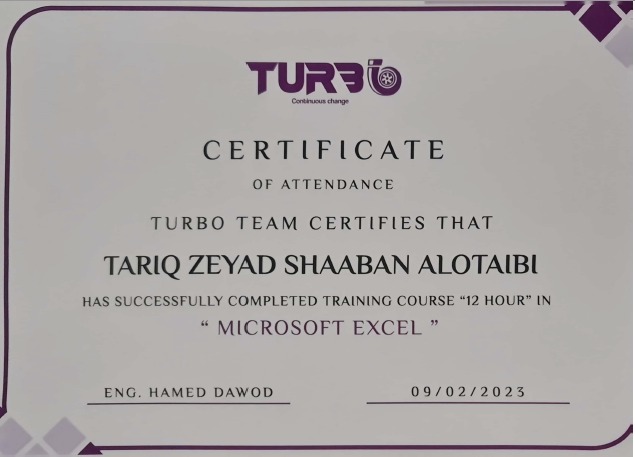 TURBO
Continuous change
CERTIFICATE
OF ATTENDANCE
TURBO TEAM CERTIFIES THAT
TARIQ ZEYAD SHAABAN ALOTAIBI
HAS SUCCESSFULLY COMPLETED TRAINING COURSE “12 HOUR” IN
“ MICROSOFT EXCEL ”
ENG. HAMED DAWOD
09/02/2023